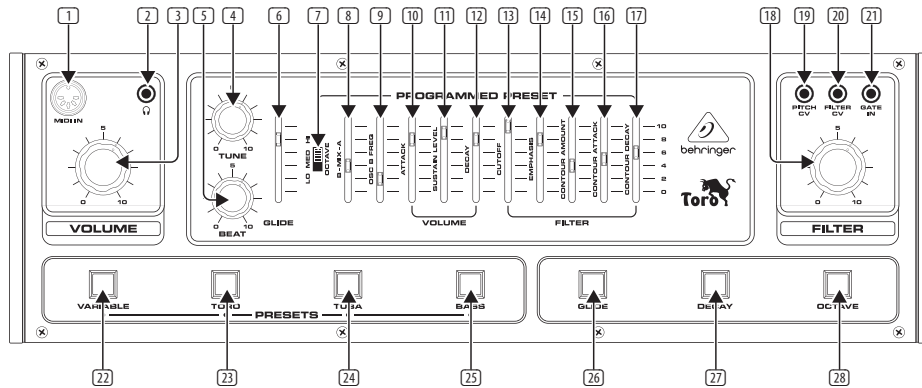 1 2 3 4 5 6 7 8 9 10 11 12 13 14 15 16 17 18 19 20 21
PROGRAMMED PRESET
MIDI IN
5
0 10
VOLUME
0 10
TUNE
5
0 10
BEAT
GLIDE
LO MED HI
OCTAVE
B-MIX-A
OSC B FREQ
ATTACK
SUSTAIN LEVEL
DECAY
VOLUME
CUTOFF
EMPHASIS
CONTOUR AMOUNT
CONTOUR ATTACK
CONTOUR DECAY
FILTER
10
8
6
4
2
0
behringer
Toro
PITCH CV
FILTER CV
GATE IN
5
0 10
FILTER
VARIABLE TORO TUBA BASS
PRESETS
GLIDE DECAY OCTAVE
22 23 24 25 26 27 28